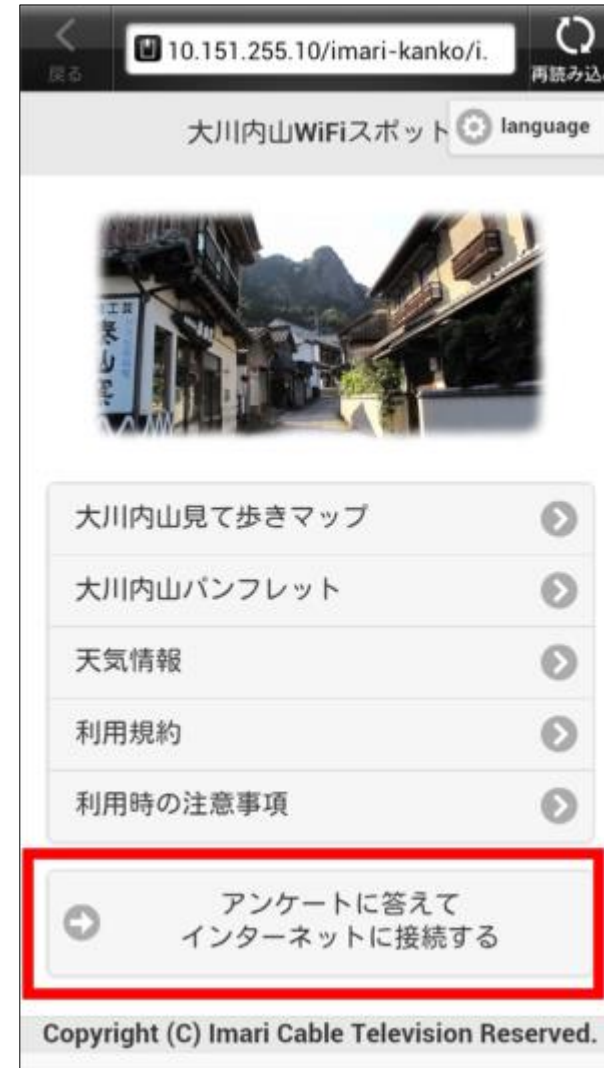 戻る
10.151.255.10/imari-kanko/i.
再読み込
大川内山WiFiスポット
language
大川内山見て歩きマップ
大川内山パンフレット
天気情報
利用規約
利用時の注意事項
アンケートに答えて
インターネットに接続する
Copyright (C) Imari Cable Television Reserved.